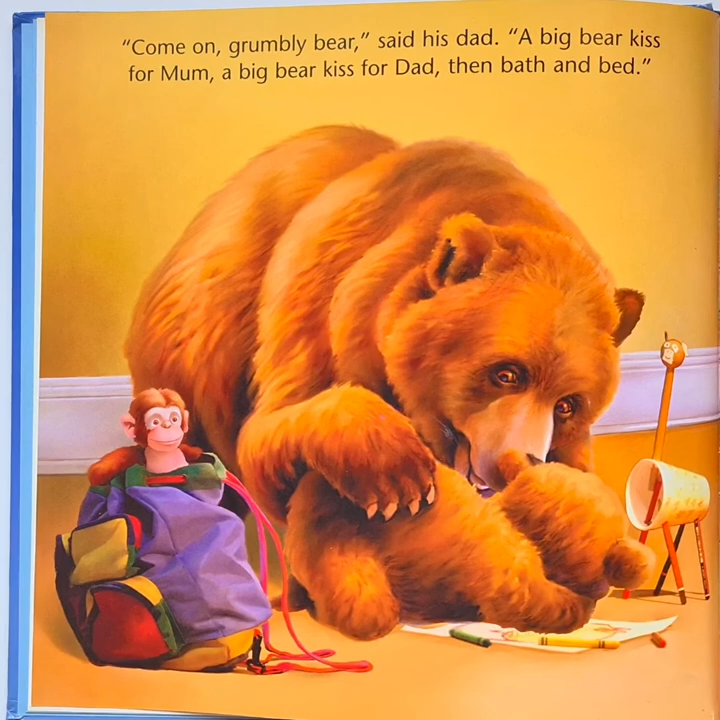 “Come on, grumbly bear,” said his dad. “A big bear kiss
for Mum, a big bear kiss for Dad, then bath and bed.”